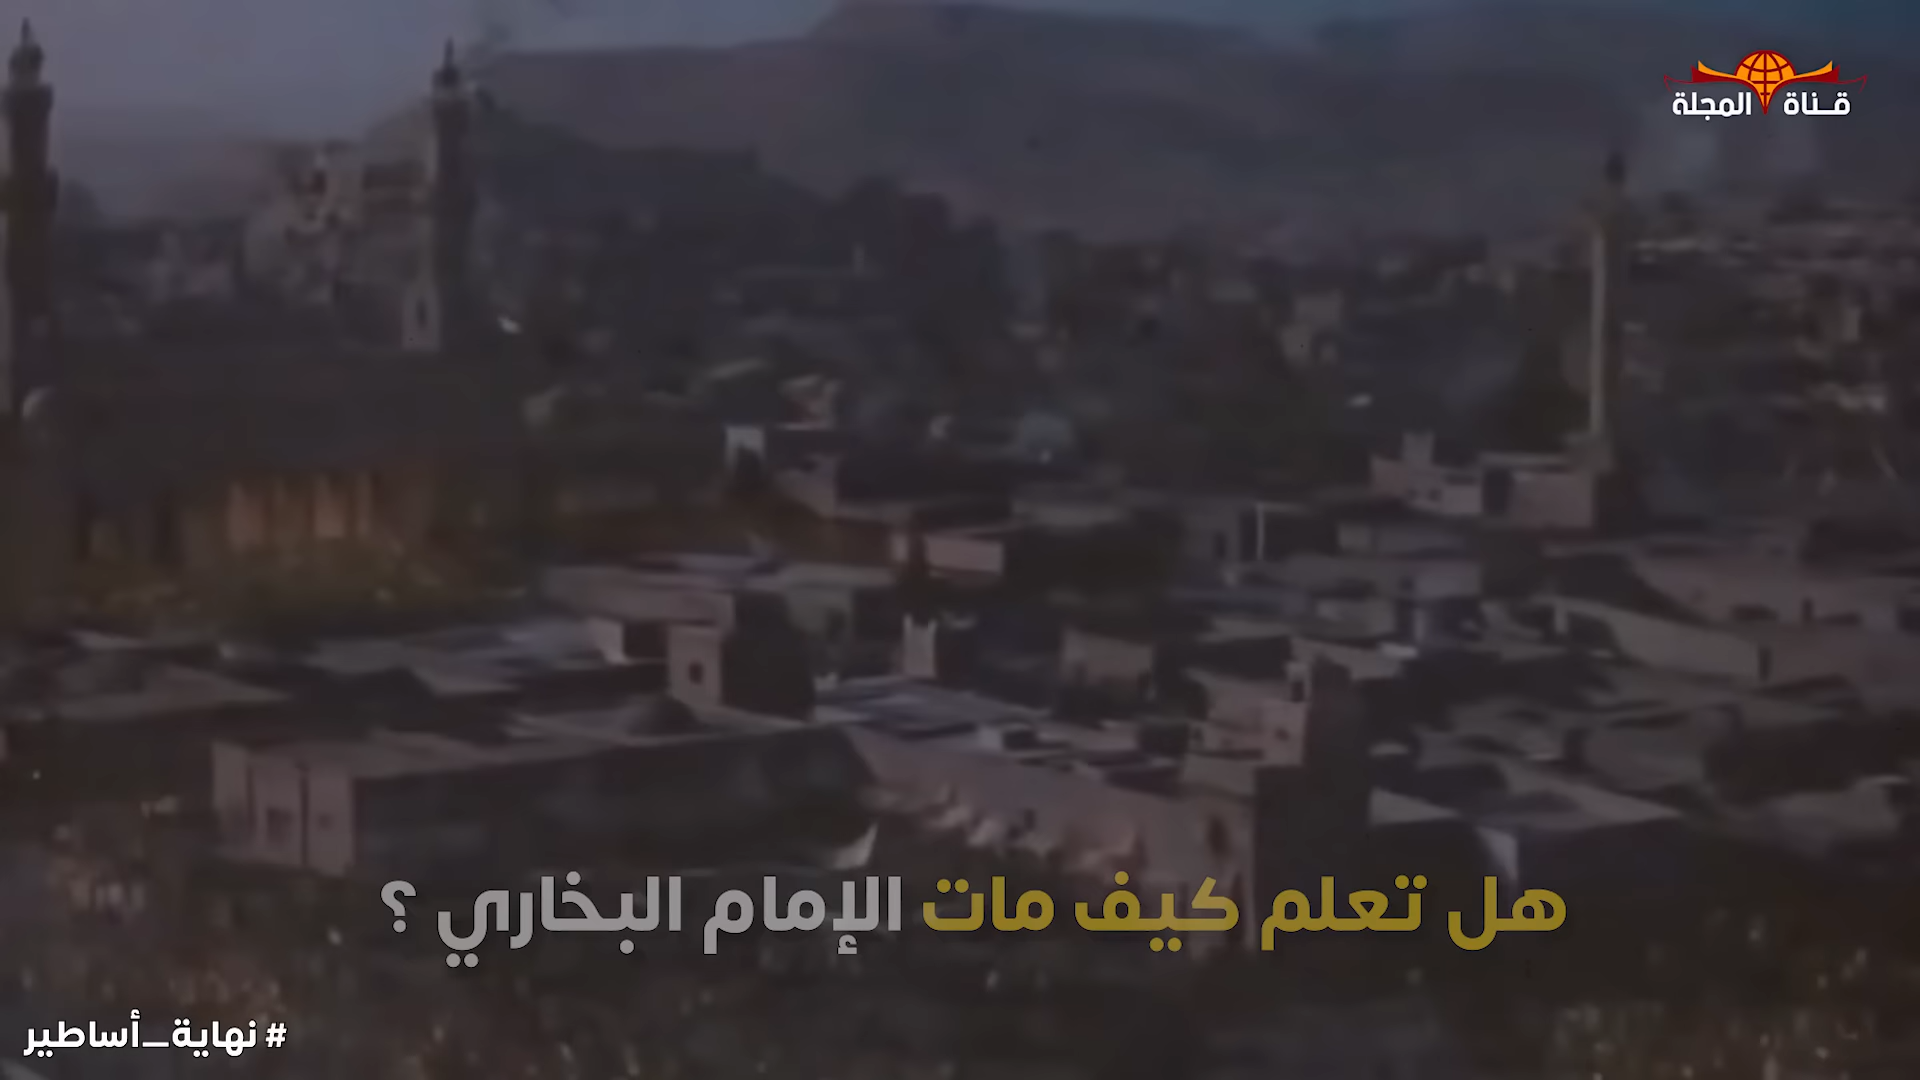 قناة المجلة
هل تعلم كيف مات الإمام البخاري ؟
# نهاية_أساطير